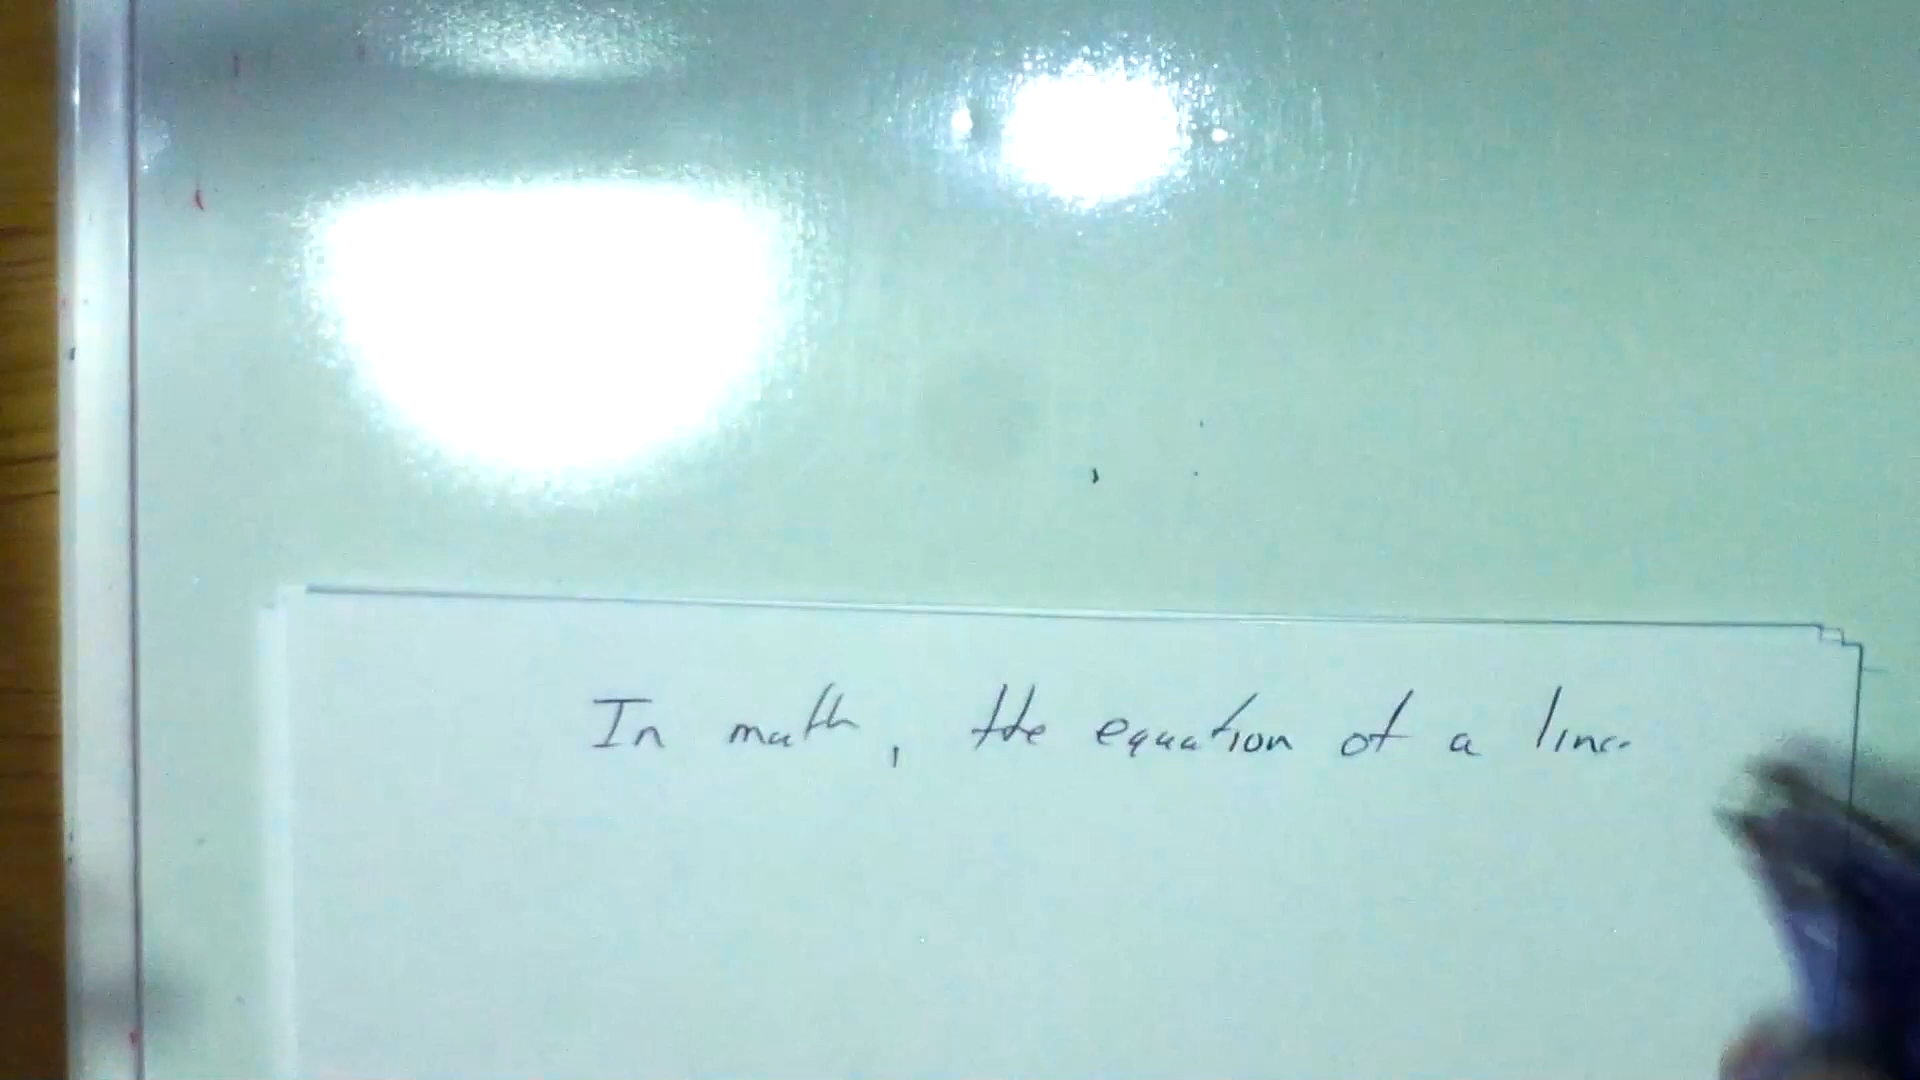 In math, the equation of a line